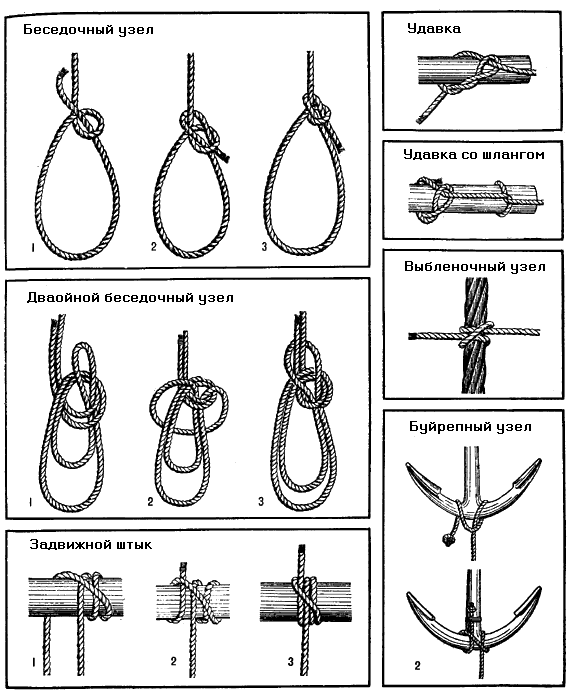 Беседочный узел
1 2 3
Дваойной беседочный узел
1 2 3
Задвижной штык
1 2 3
Удавка
Удавка со шлангом
Выбленочный узел
Буйрепный узел
2